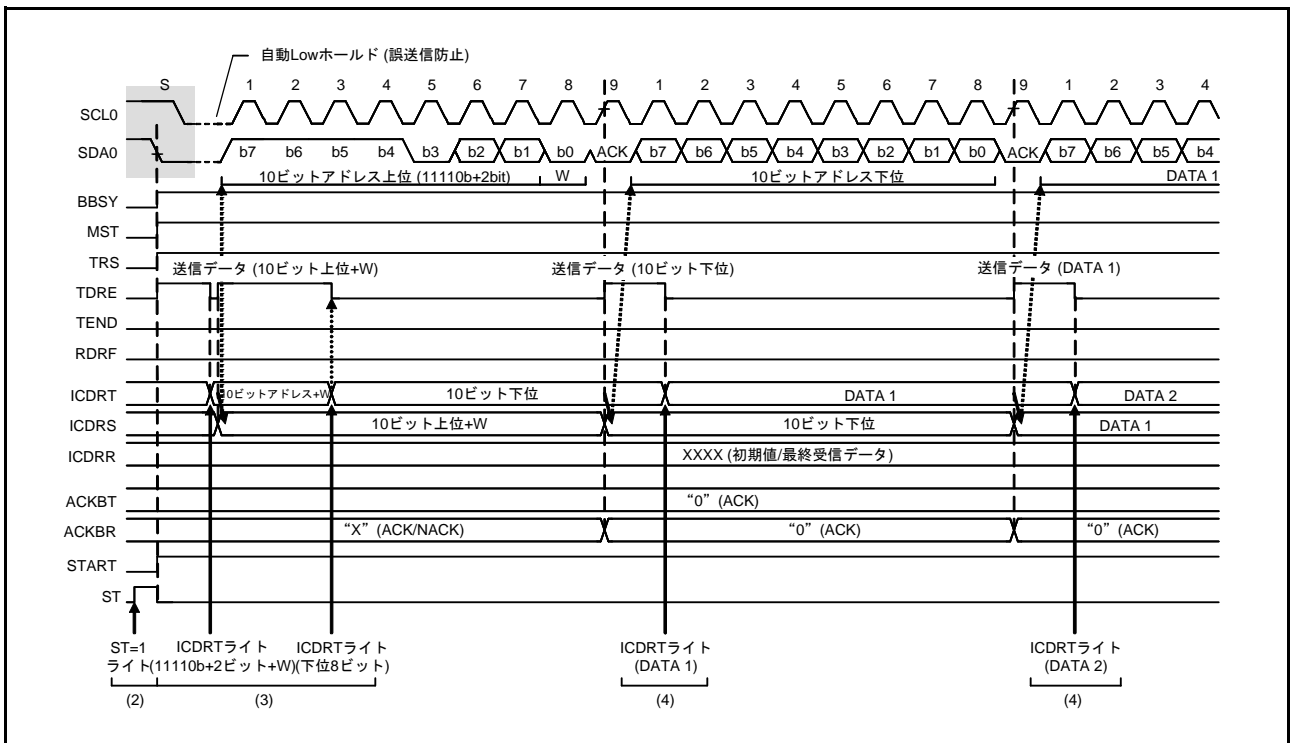 自動Lowホールド (誤送信防止)
S 1 2 3 4 5 6 7 8 9 1 2 3 4 5 6 7 8 9 1 2 3 4
SCL0
SDA0 b7 b6 b5 b4 b3 b2 b1 b0 ACK b7 b6 b5 b4 b3 b2 b1 b0 ACK b7 b6 b5 b4
10ビットアドレス上位 (11110b+2bit) W 10ビットアドレス下位 DATA 1
BBSY
MST
TRS
送信データ (10ビット上位+W) 送信データ (10ビット下位) 送信データ (DATA 1)
TDRE
TEND
RDRF
ICDRT 10ビットアドレス+W 10ビット下位 DATA 1 DATA 2
ICDRS 10ビット上位+W 10ビット下位 DATA 1
ICDRR XXXX (初期値/最終受信データ)
ACKBT “0” (ACK)
ACKBR “X” (ACK/NACK) “0” (ACK) “0” (ACK)
START
ST
ST=1 ICDRTライト ICDRTライト ICDRTライト ICDRTライト
ライト (11110b+2ビット+W) (下位8ビット) (DATA 1) (DATA 2)
(2) (3) (4) (4)